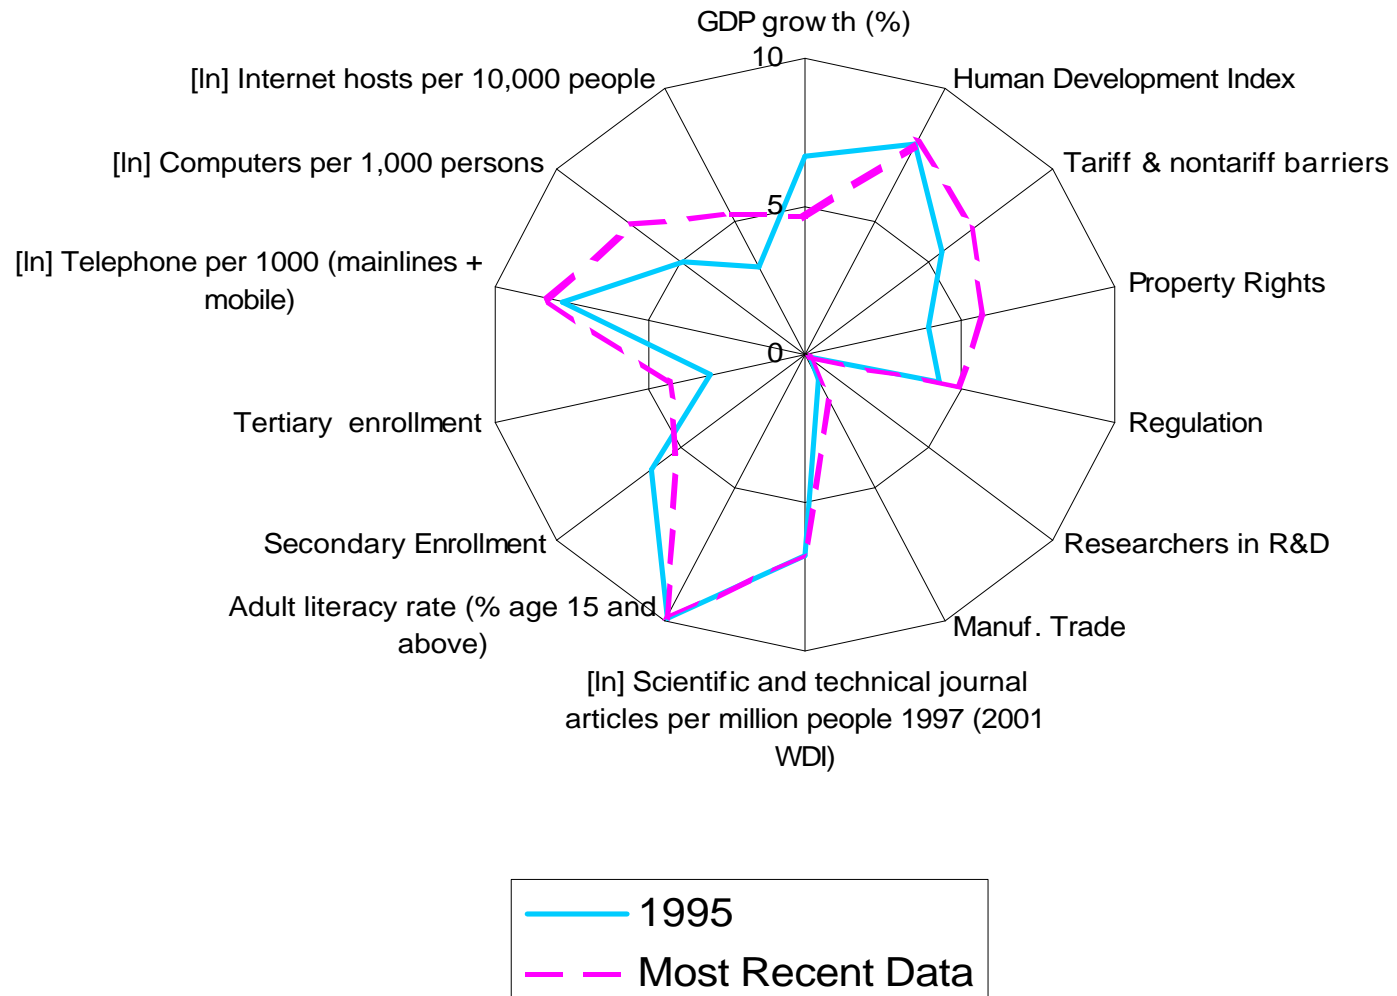 GDP growth (%)
10
[ln] Internet hosts per 10,000 people
Human Development Index
[ln] Computers per 1,000 persons
Tariff & nontariff barriers
5
[ln] Telephone per 1000 (mainlines +
mobile)
Property Rights
0
Tertiary enrollment
Regulation
Secondary Enrollment
Researchers in R&D
Adult literacy rate (% age 15 and
above)
Manuf. Trade
[ln] Scientific and technical journal
articles per million people 1997 (2001
WDI)
1995
Most Recent Data